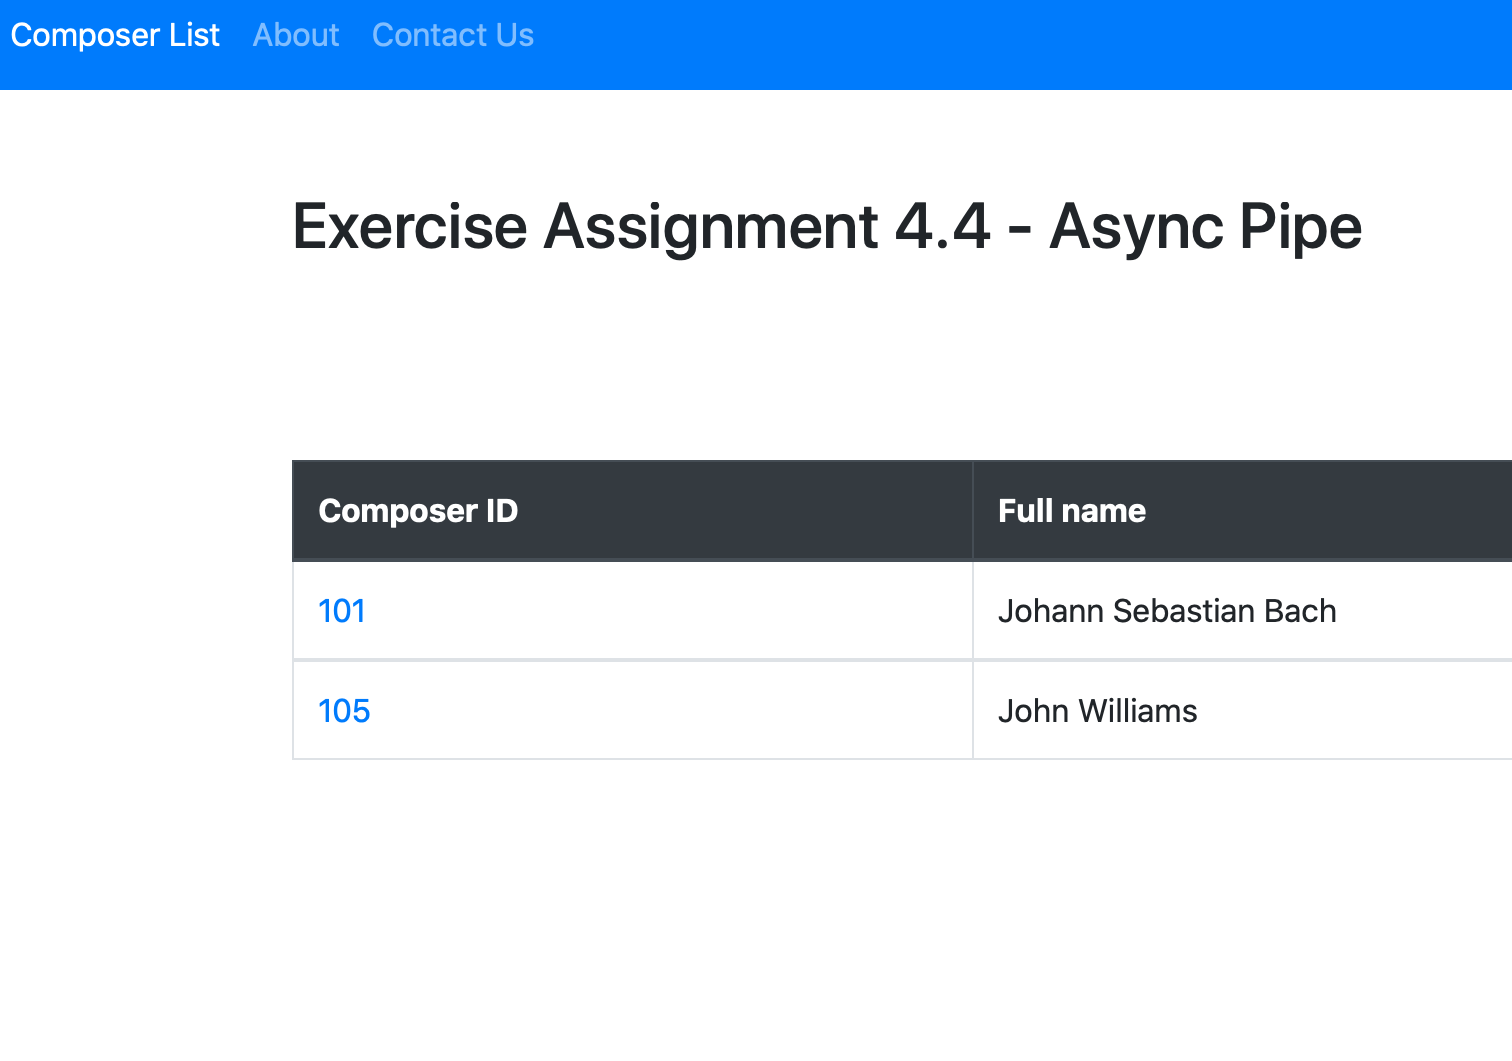 Composer List About Contact Us
Exercise Assignment 4.4 - Async Pipe
Composer ID Full name
101 Johann Sebastian Bach
105 John Williams